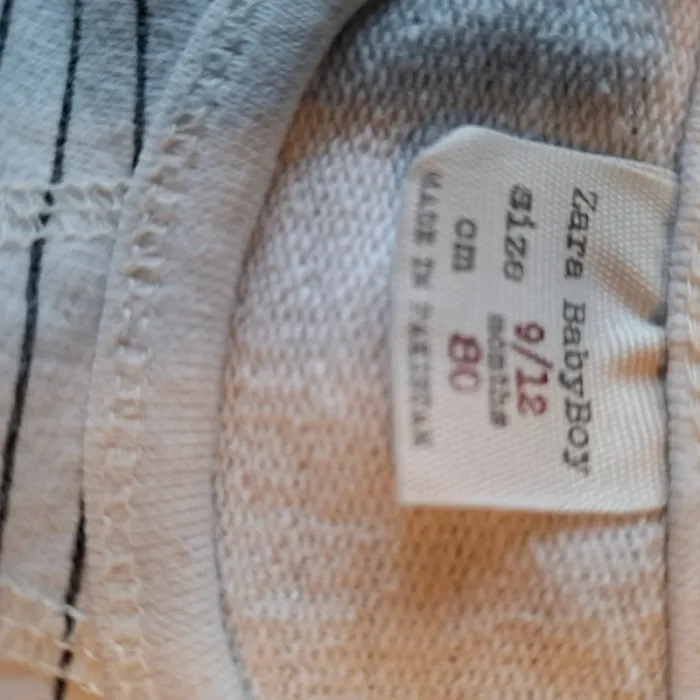 Zara BabyBoy
size 9/12
months
cm 80
MADE IN PAKISTAN